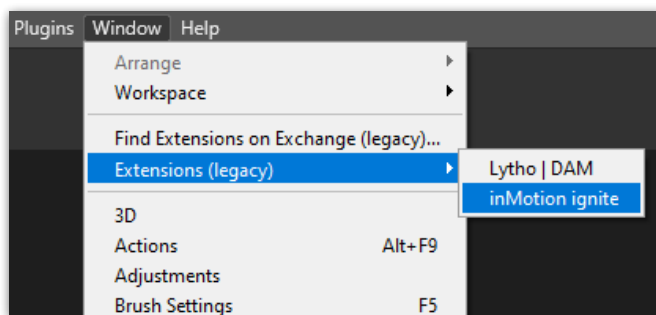 Plugins Window Help
Arrange
Workspace
Find Extensions on Exchange (legacy)...
Extensions (legacy)
Lytho | DAM
inMotion ignite
3D
Actions Alt+F9
Adjustments
Brush Settings F5